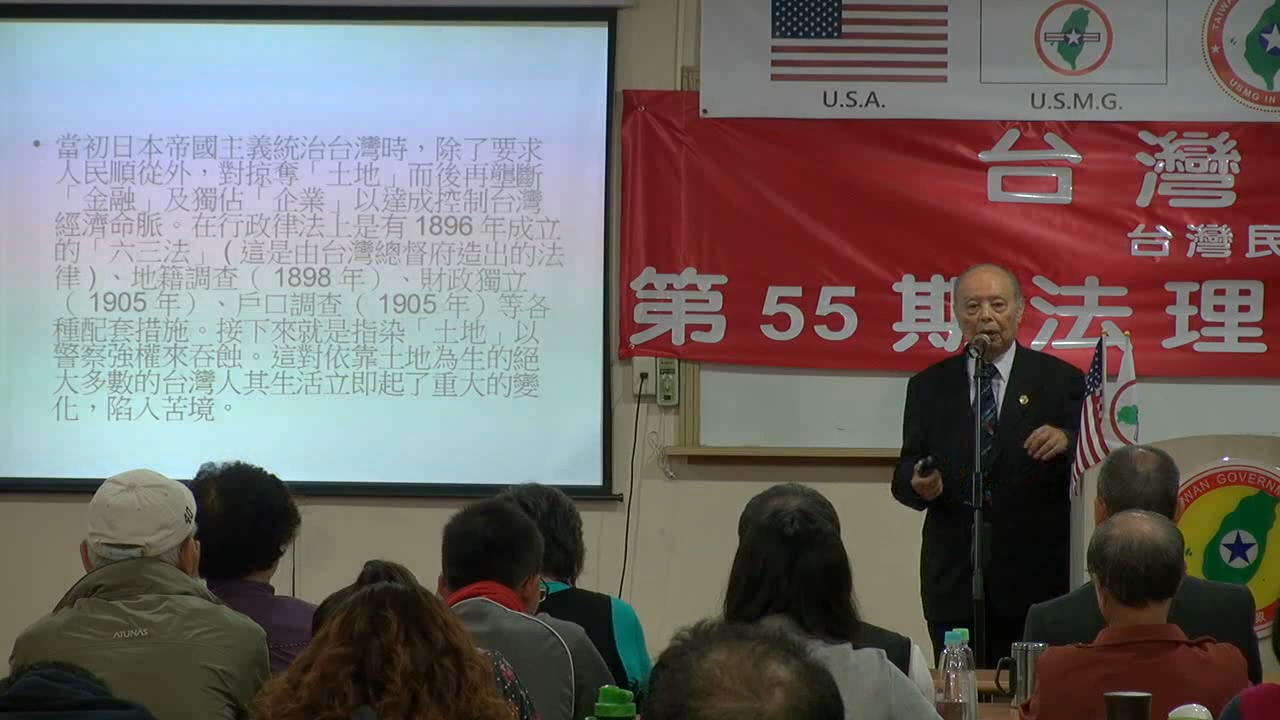 • 當初日本帝國主義統治台灣時，除了要求
人民順從外，對掠奪「土地」而後再壟斷
「金融」及獨佔「企業」以達成控制台灣
經濟命脈。在行政律法上是有 1896 年成立
的「六三法」( 這是由台灣總督府造出的法
律 )、地籍調查（ 1898 年）、財政獨立
（ 1905 年）、戶口調查（ 1905 年）等各
種配套措施。接下來就是指染「土地」以
警察強權來吞蝕。這對依靠土地為生的絕
大多數的台灣人其生活立即起了重大的變
化，陷入苦境。
U.S.A.
U.S.M.G.
USMG IN
台灣
台灣民
第 55 期法理
TAIWAN GOVERN
ATUNAS
40